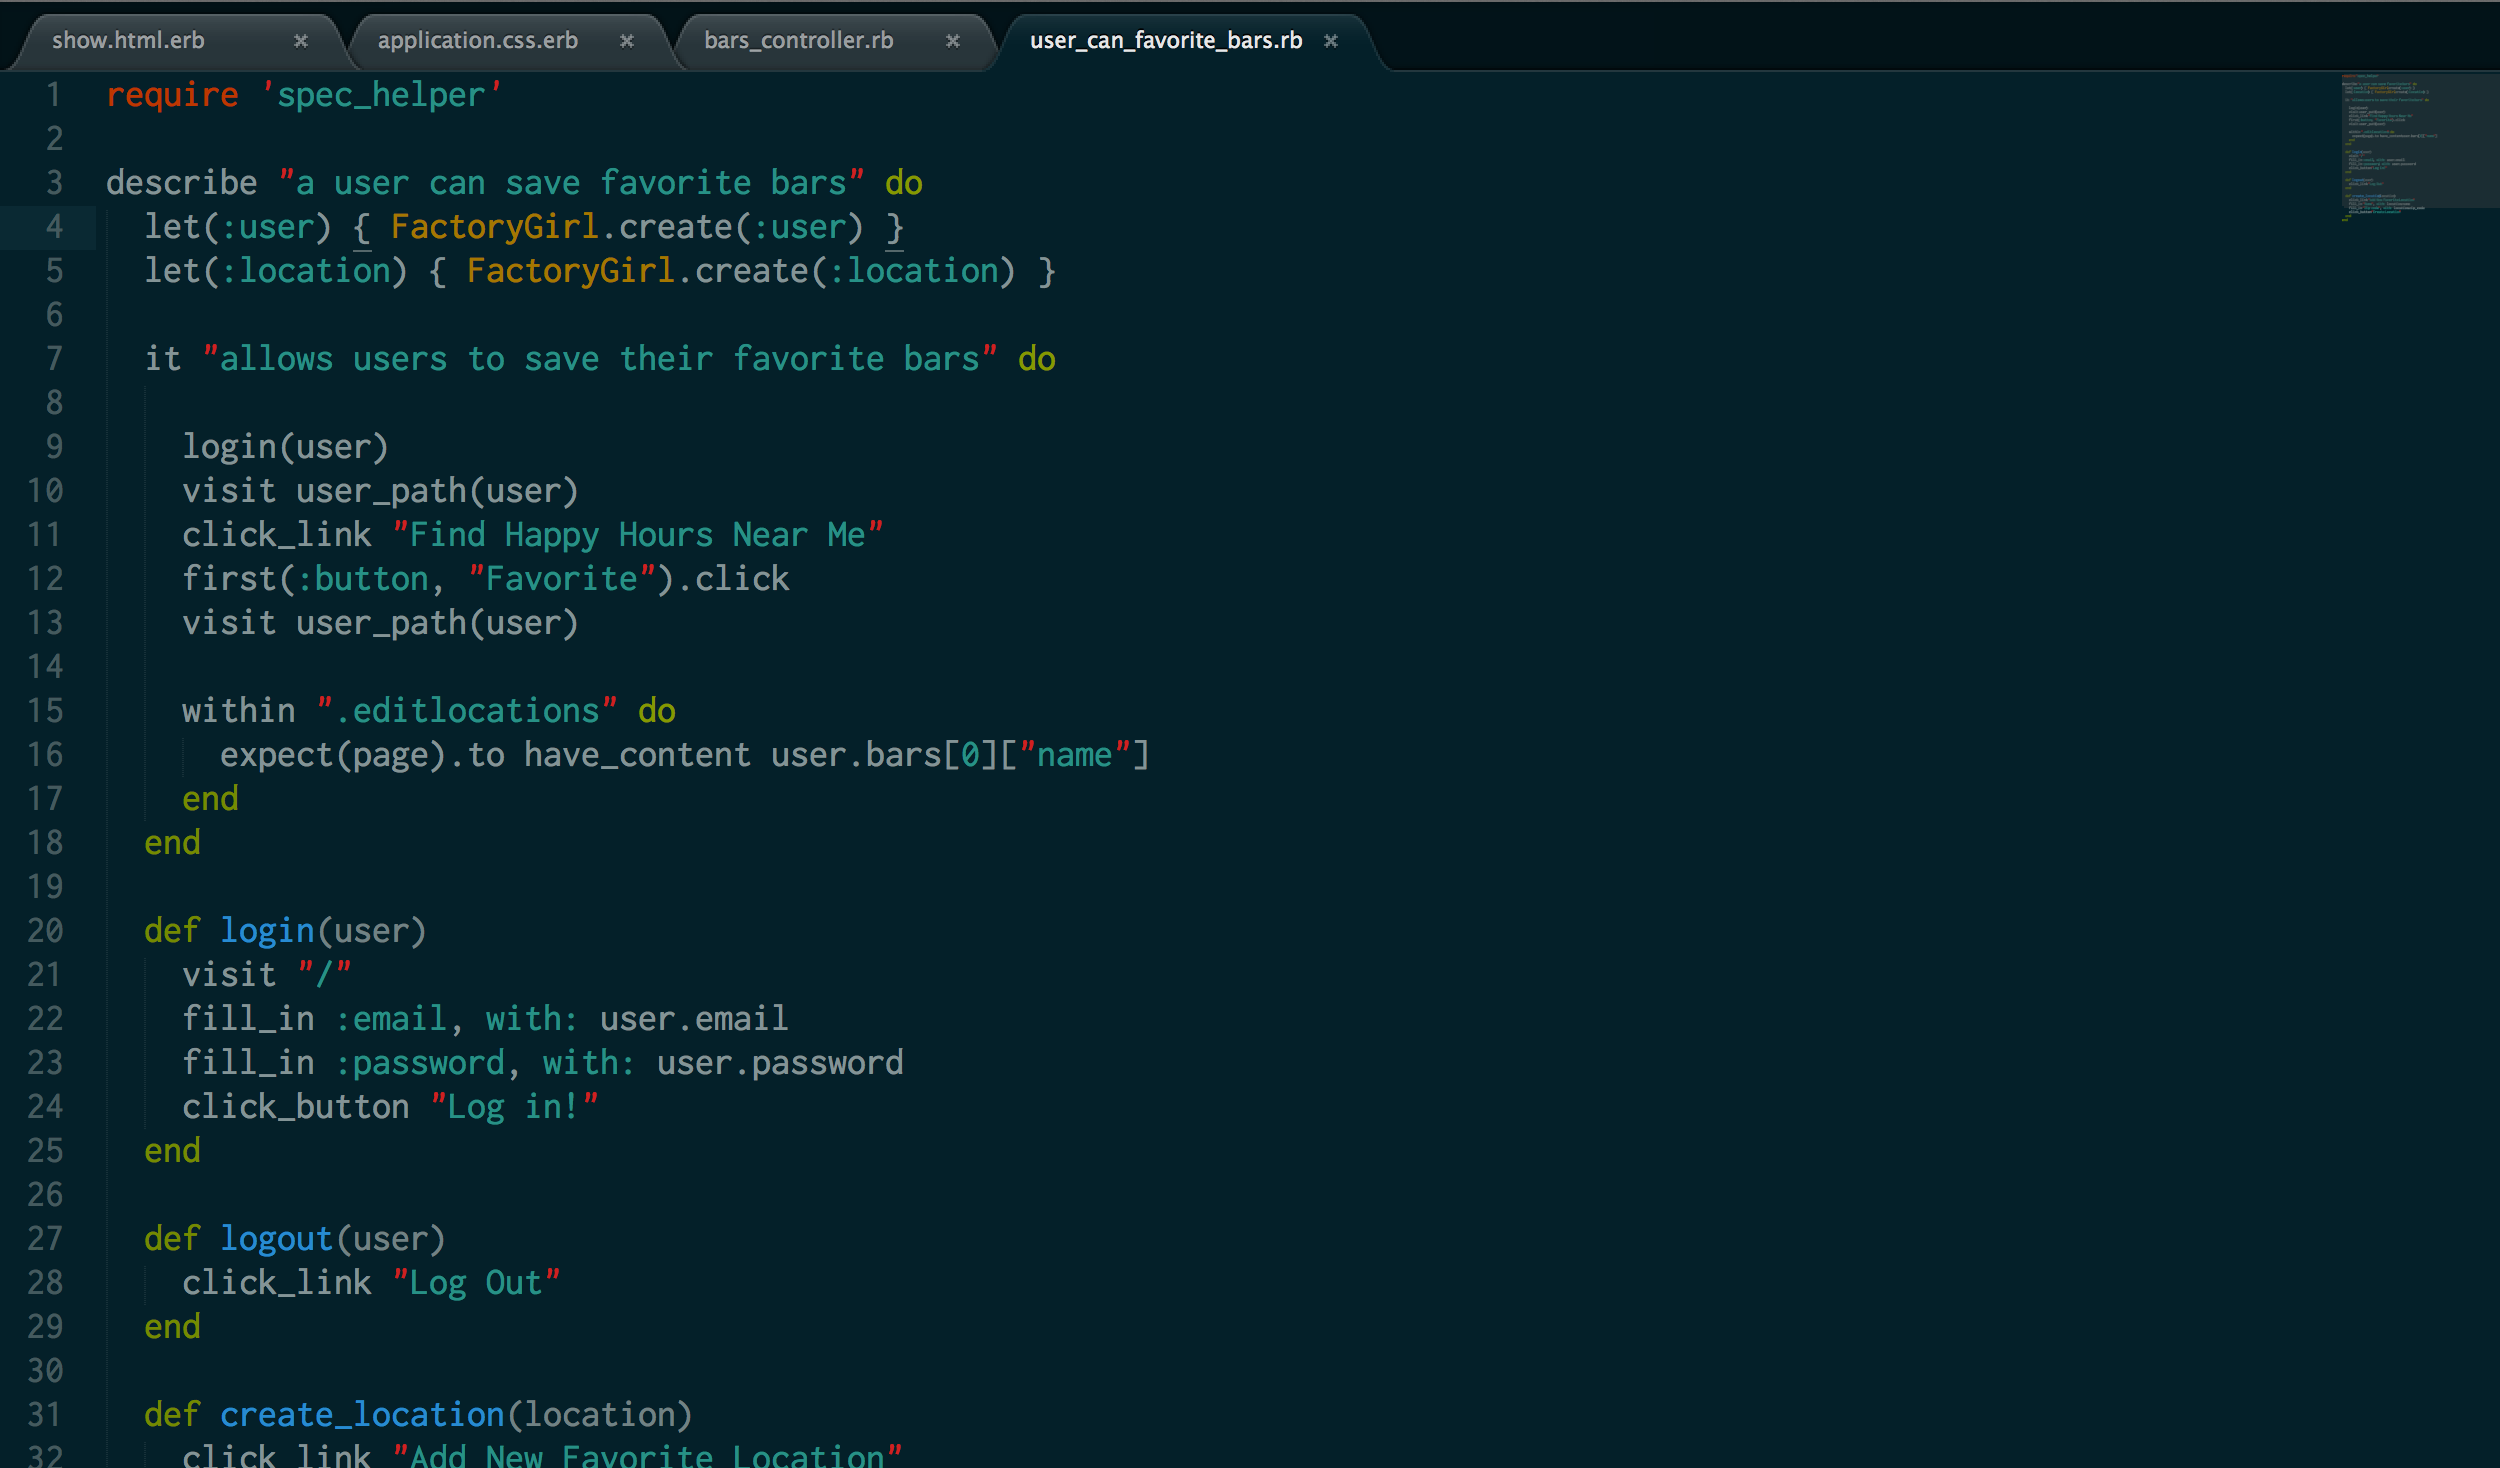 show.html.erb × application.css.erb × bars_controller.rb × user_can_favorite_bars.rb ×
1 require 'spec_helper'
2
3 describe "a user can save favorite bars" do
4 let(:user) { FactoryGirl.create(:user) }
5 let(:location) { FactoryGirl.create(:location) }
6
7 it "allows users to save their favorite bars" do
8
9 login(user)
10 visit user_path(user)
11 click_link "Find Happy Hours Near Me"
12 first(:button, "Favorite").click
13 visit user_path(user)
14
15 within ".editlocations" do
16 expect(page).to have_content user.bars[0]["name"]
17 end
18 end
19
20 def login(user)
21 visit "/"
22 fill_in :email, with: user.email
23 fill_in :password, with: user.password
24 click_button "Log in!"
25 end
26
27 def logout(user)
28 click_link "Log Out"
29 end
30
31 def create_location(location)
32 click_link "Add New Favorite Location"